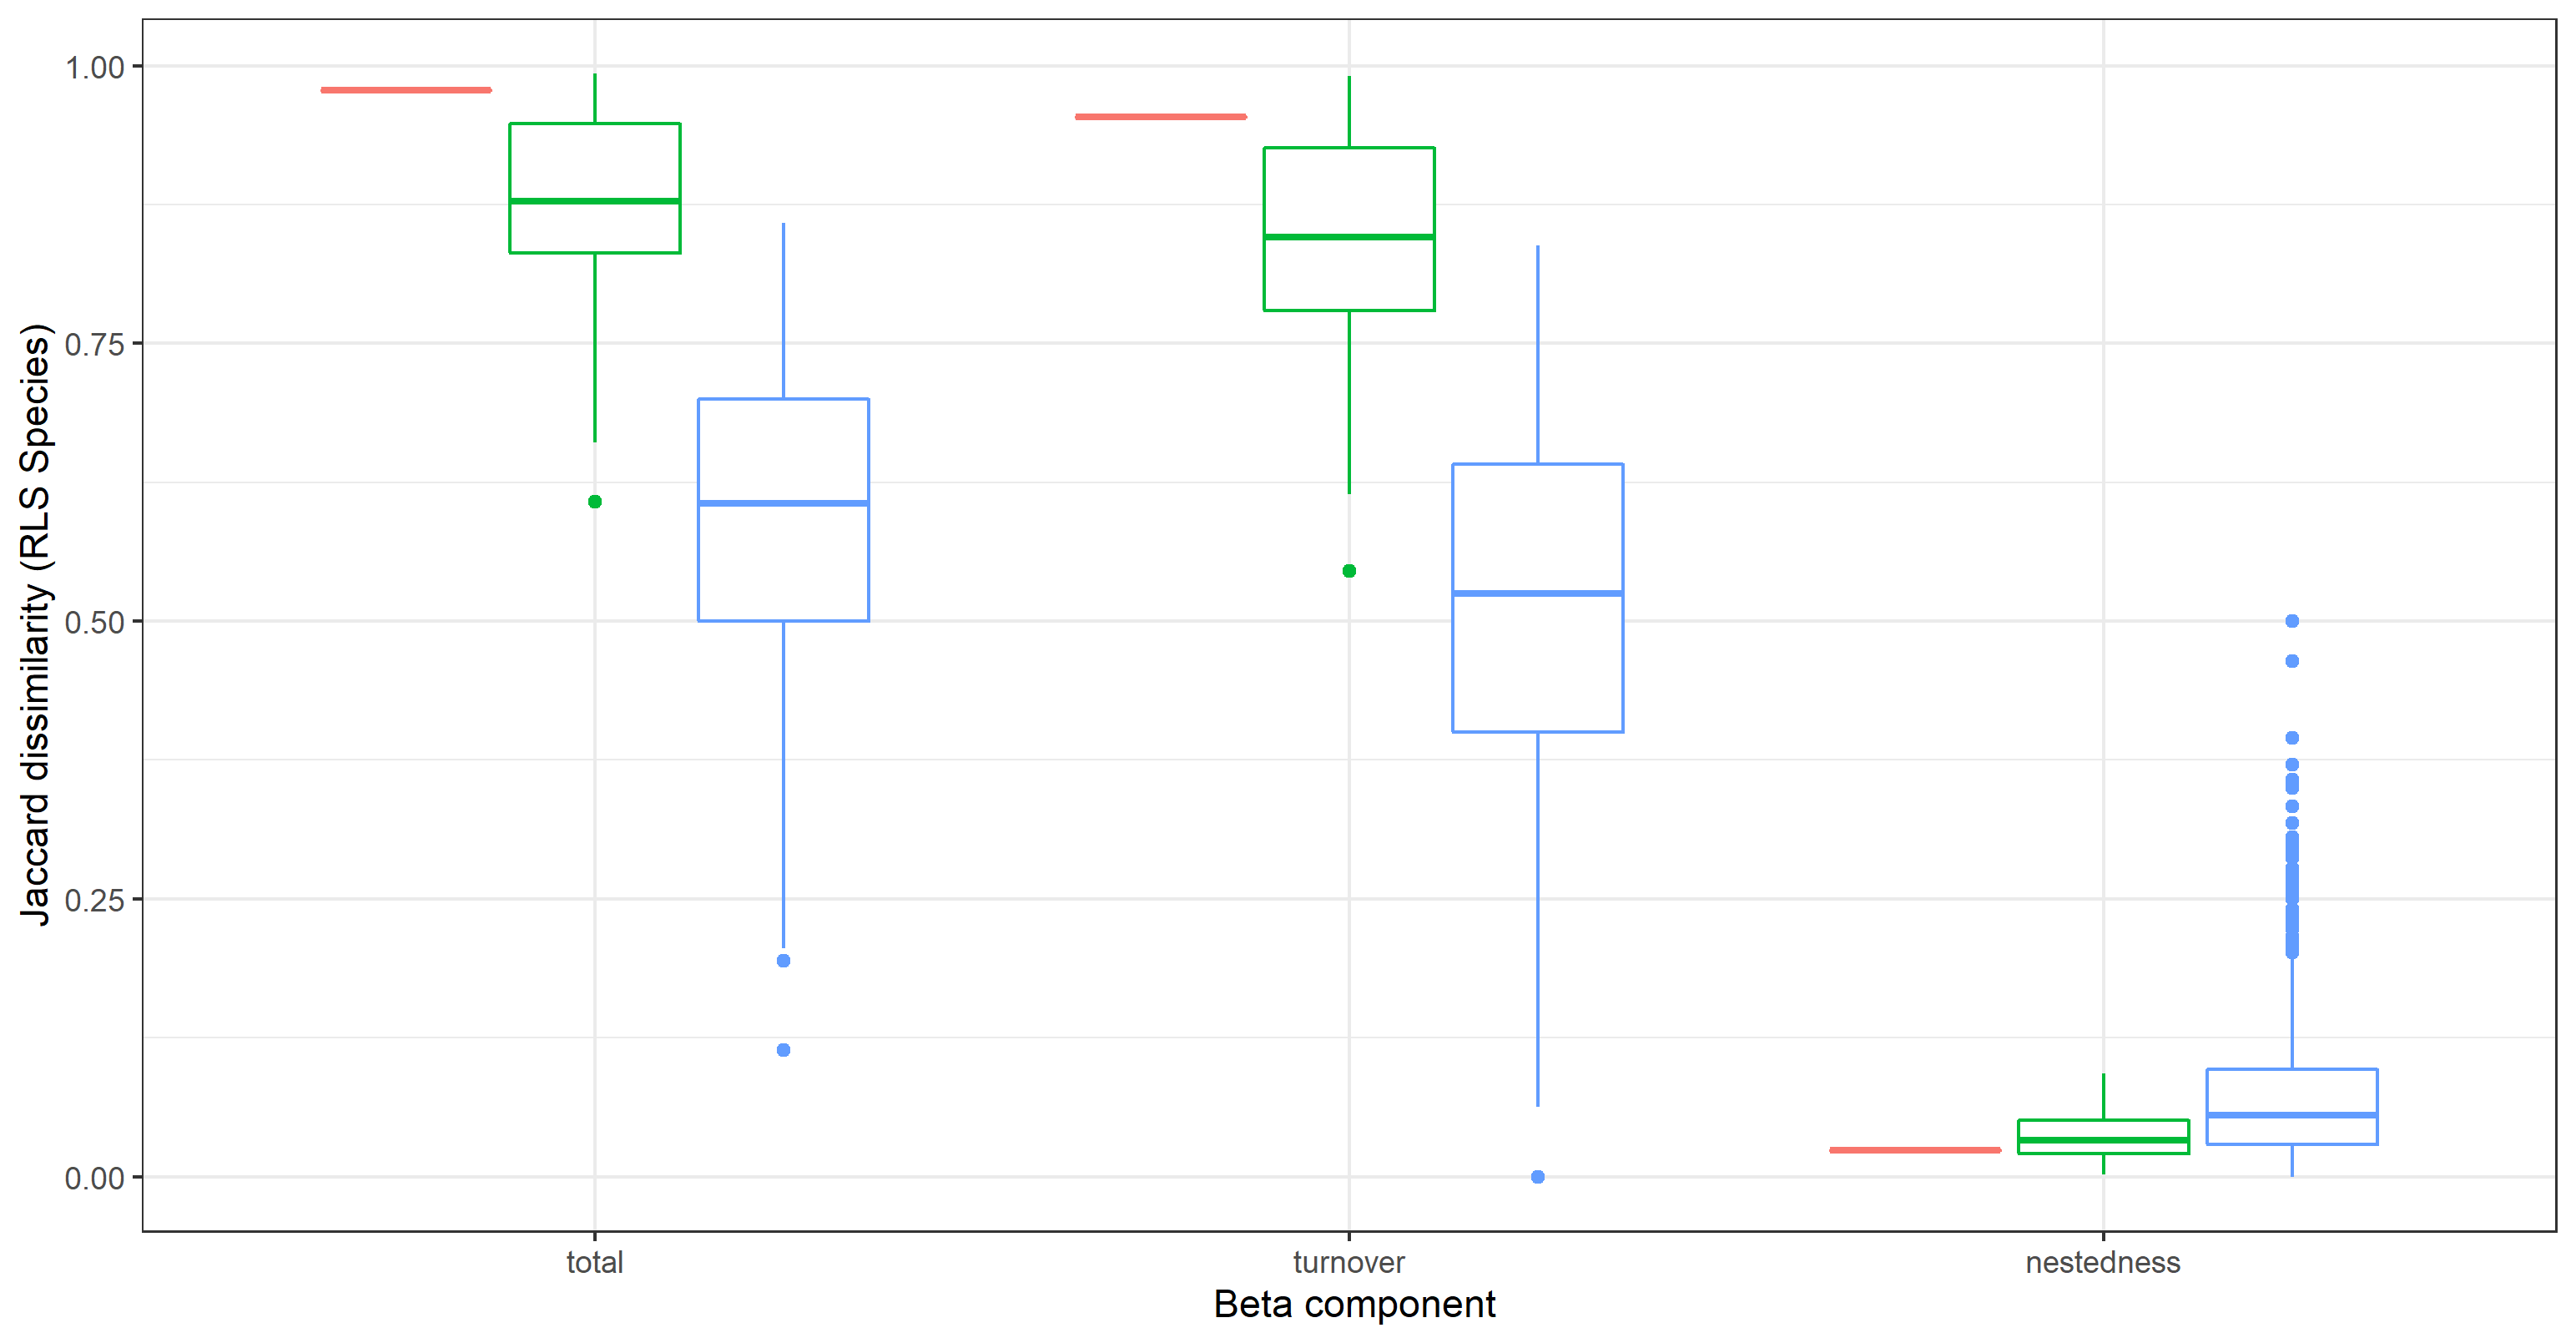 Jaccard dissimilarity (RLS Species)
1.00
0.75
0.50
0.25
0.00
total
turnover
nestedness
Beta component